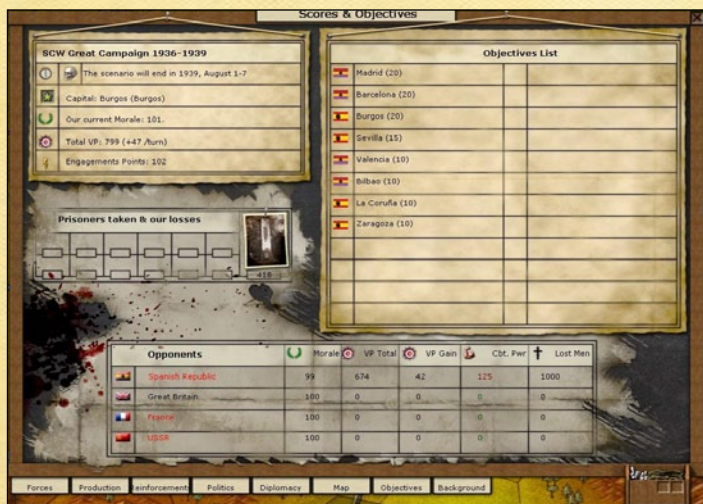 Scores & Objectives
SCW Great Campaign 1936-1939
The scenario will end in 1939, August 1-7
Capital: Burgos (Burgos)
Our current Morale: 101.
Total VP: 799 (+47 /turn)
Engagements Points: 102
Objectives List
Madrid (20)
Barcelona (20)
Burgos (20)
Sevilla (15)
Valencia (10)
Bilbao (10)
La Coruña (10)
Zaragoza (10)
Prisoners taken & our losses
418
Opponents Morale VP Total VP Gain Cbt. Pwr Lost Men
Spanish Republic 99 674 42 125 1000
Great Britain 100 0 0 0 0
France 100 0 0 0 0
USSR 100 0 0 0 0
Forces Production Reinforcements Politics Diplomacy Map Objectives Background